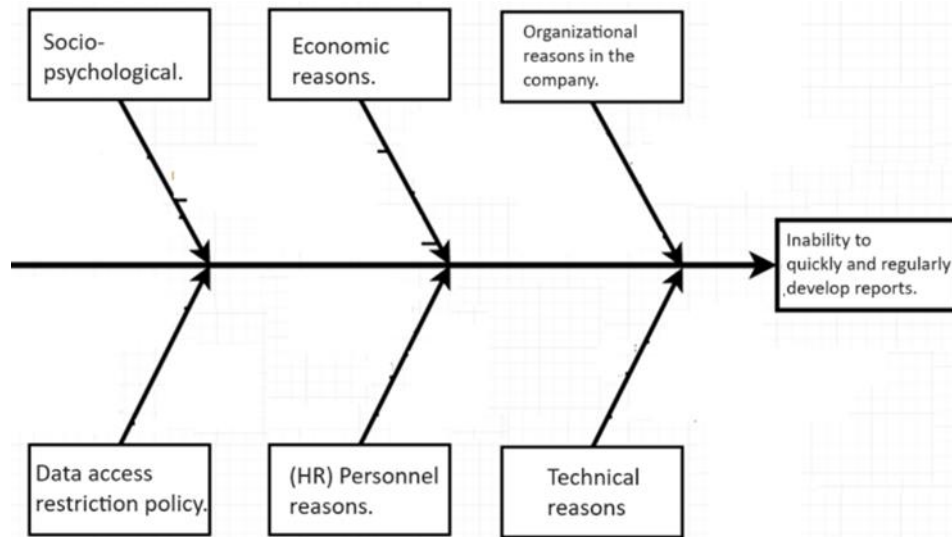 Socio-
psychological.
Economic
reasons.
Organizational
reasons in the
company.
Inability to
quickly and regularly
develop reports.
Data access
restriction policy.
(HR) Personnel
reasons.
Technical
reasons